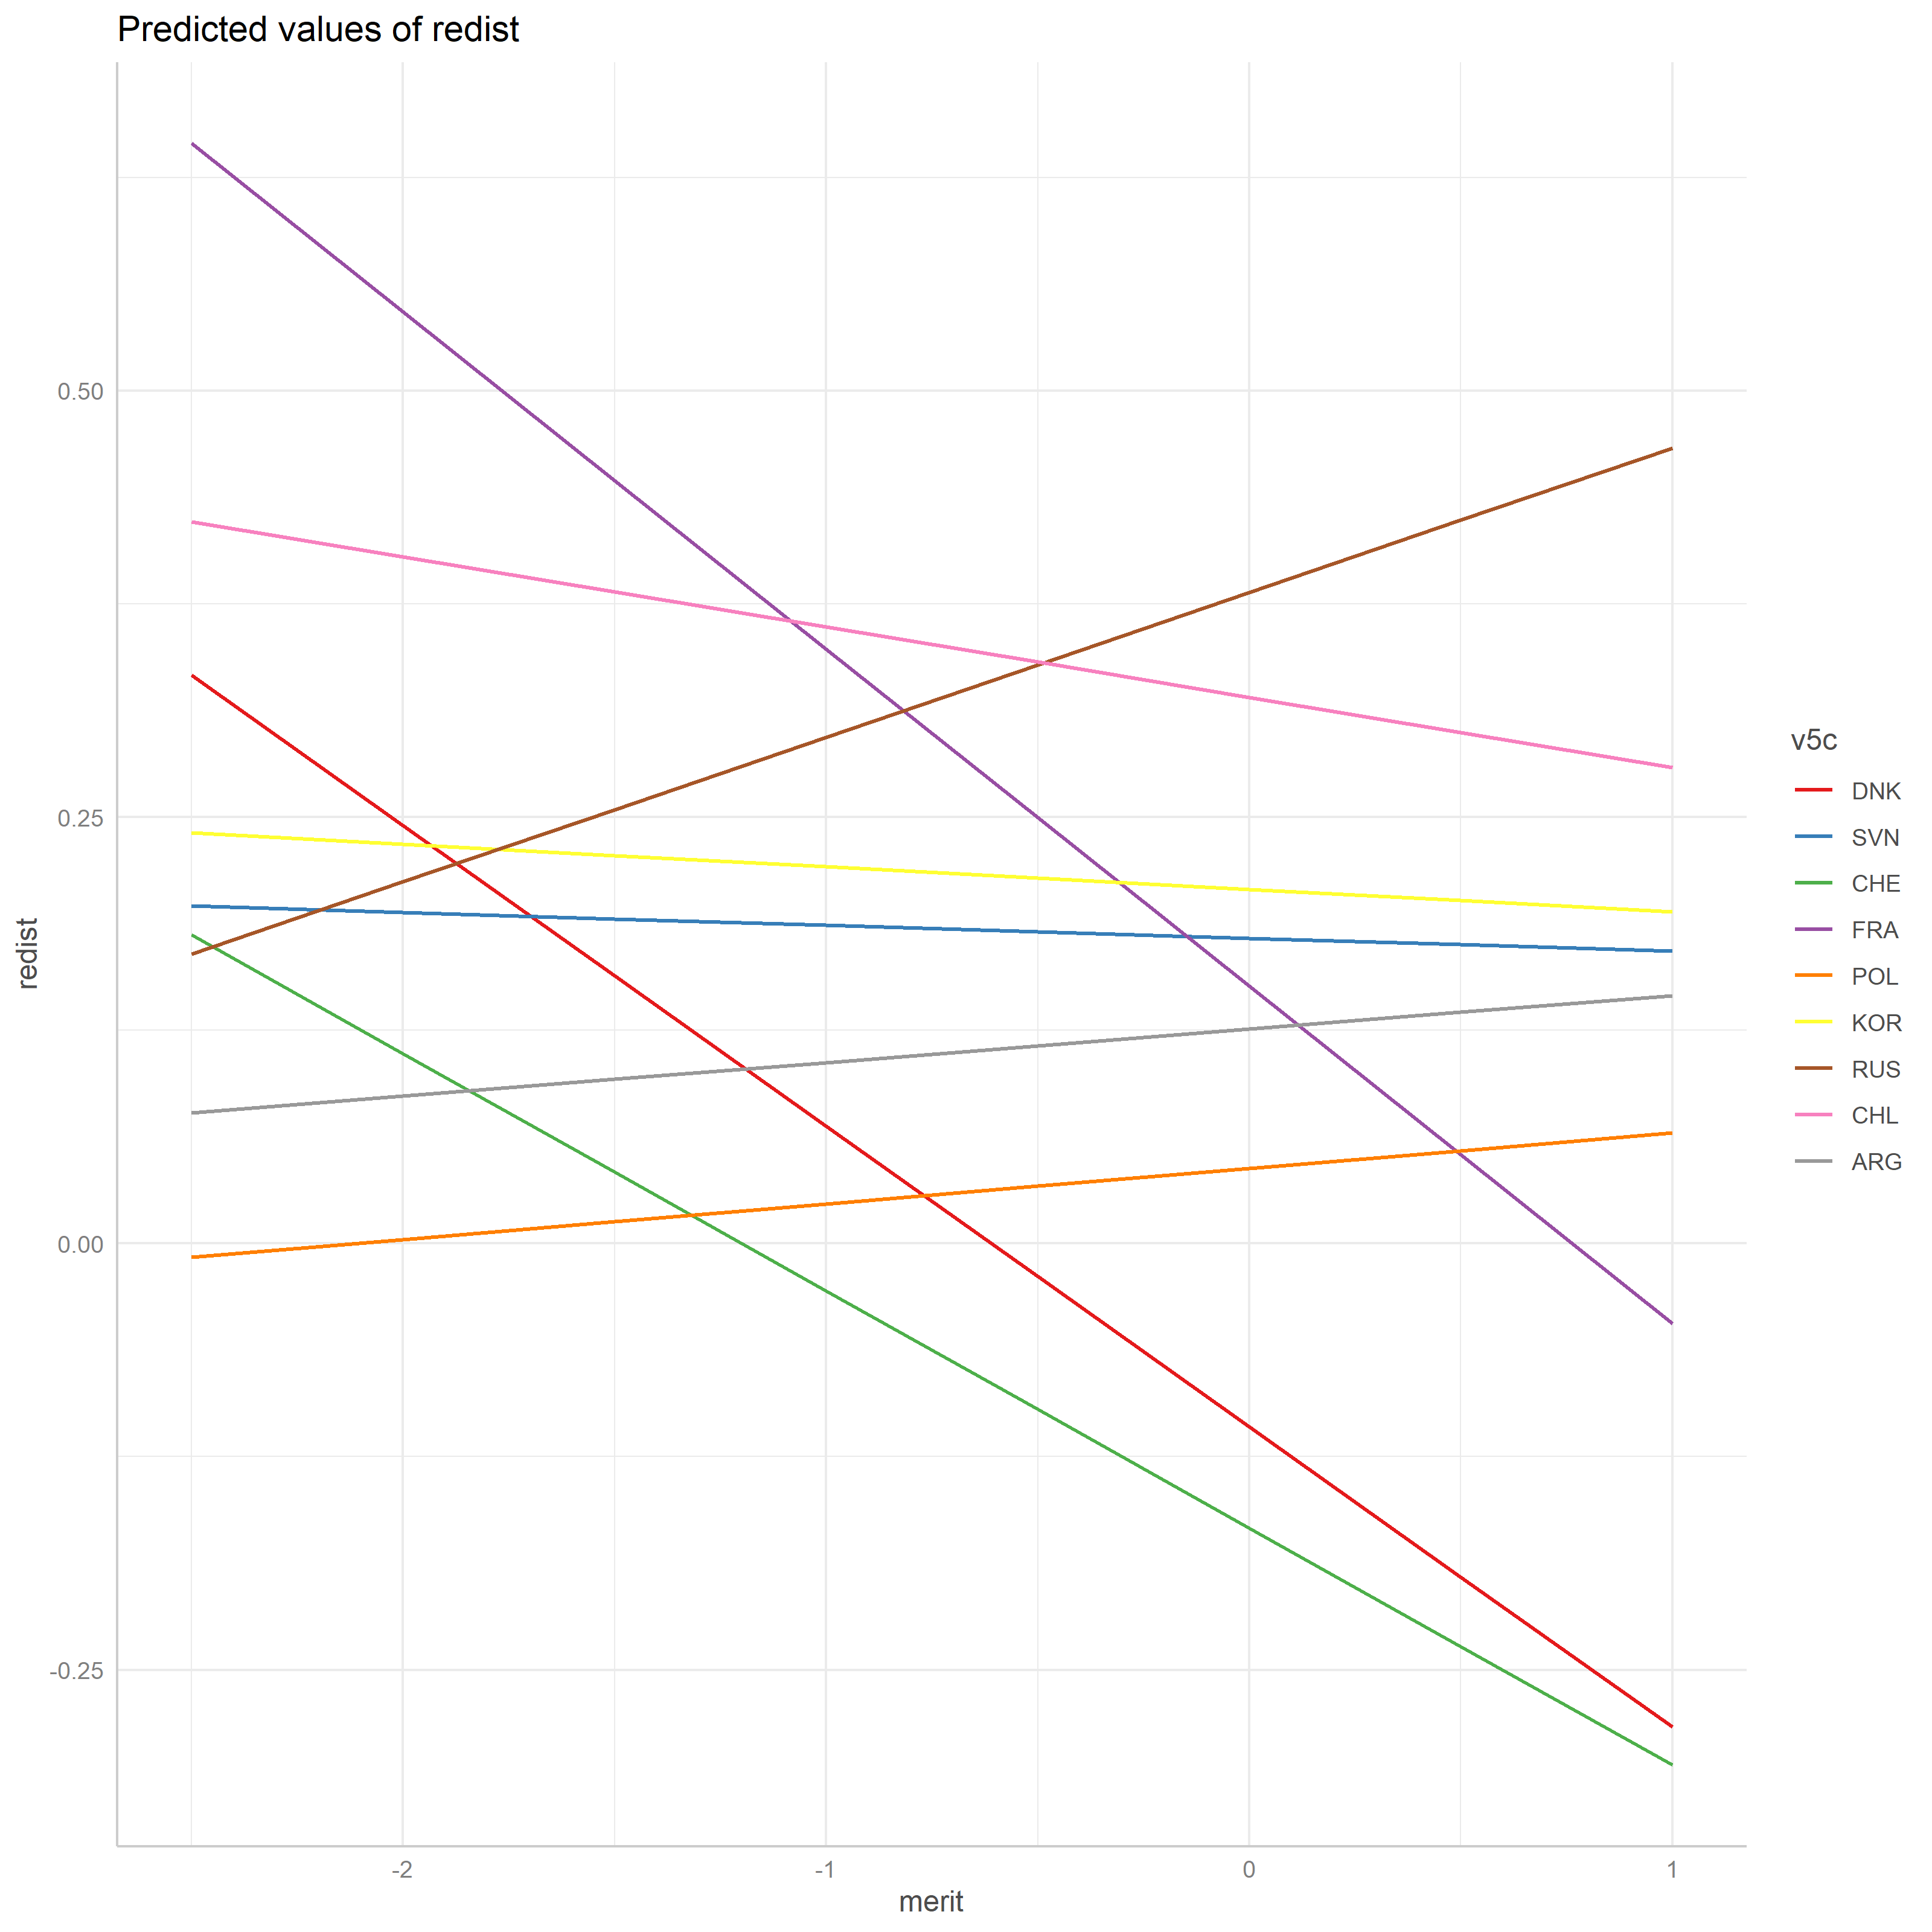 Predicted values of redist
0.50
0.25
0.00
-0.25
redist
-2
-1
0
1
merit
v5c
DNK
SVN
CHE
FRA
POL
KOR
RUS
CHL
ARG